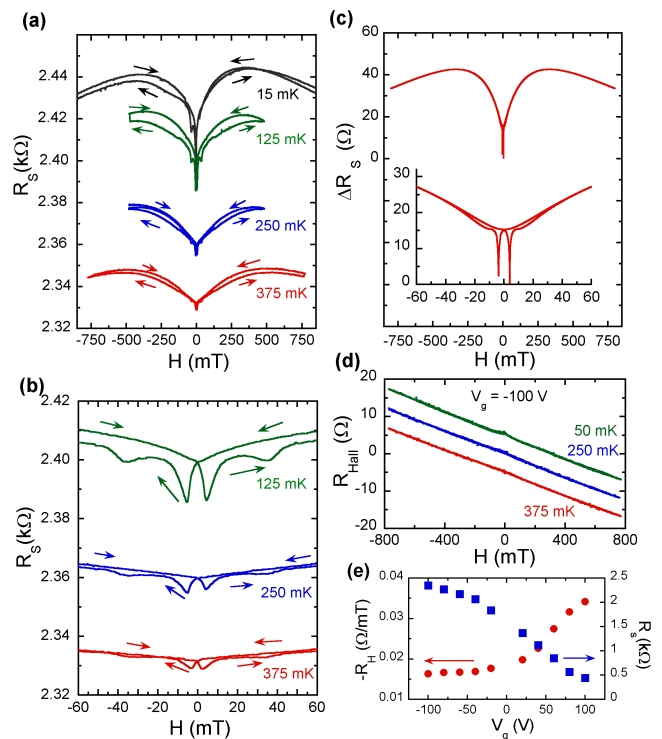 (a)
2.44
2.42
2.40
2.38
2.36
2.34
2.32
R_S(kΩ)
15 mK
125 mK
250 mK
375 mK
-750 -500 -250 0 250 500 750
H (mT)
(b)
2.42
2.40
2.38
2.36
2.34
2.32
R_S(kΩ)
125 mK
250 mK
375 mK
-60 -40 -20 0 20 40 60
H (mT)
(c)
60
40
20
0
ΔR_S (Ω)
30
20
10
0
-60 -40 -20 0 20 40 60
-750 -500 -250 0 250 500 750
H (mT)
(d)
20
10
0
-10
-20
R_Hall (Ω)
V_g = -100 V
50 mK
250 mK
375 mK
-800 -400 0 400 800
H (mT)
(e)
0.04
0.03
0.02
0.01
-R_H (Ω/mT)
2.5
2
1.5
1
0.5
0
R_s(kΩ)
-100 -50 0 50 100
V_g (V)